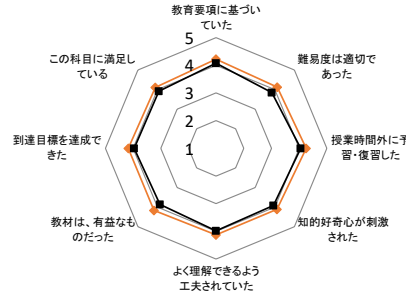 教育要項に基づい
ていた
難易度は適切で
あった
授業時間外に予
習・復習した
知的好奇心が刺激
された
よく理解できるよう
工夫されていた
教材は、有益なも
のだった
到達目標を達成で
きた
この科目に満足し
ている
5
4
3
2
1